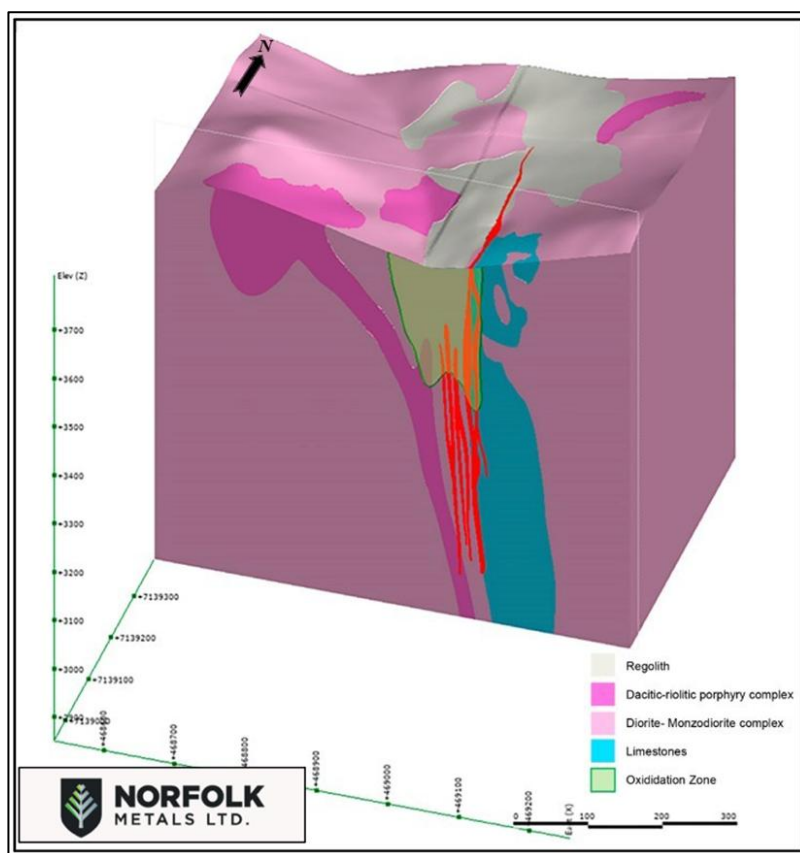 N
Elev (Z)
+3700
+3600
+3500
+3400
+3300
+3200
+3100
+3000
+7139300
+7139200
+7139100
+468700
+468800
+468900
+469000
+469100
+469200
Regolith
Dacitic-riolitic porphyry complex
Diorite- Monzodiorite complex
Limestones
Oxididation Zone
0 100 200 300
NORFOLK
METALS LTD.